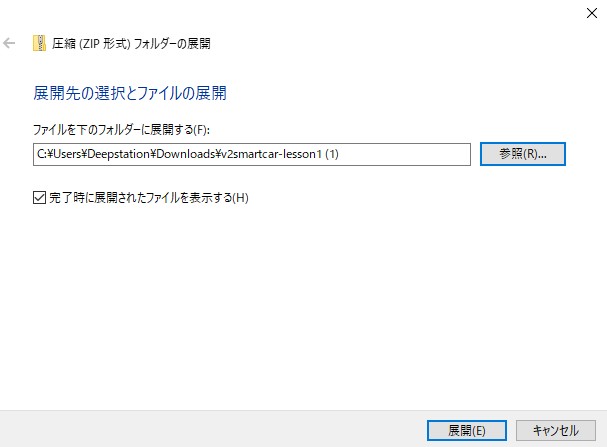 圧縮 (ZIP 形式) フォルダーの展開
展開先の選択とファイルの展開
ファイルを下のフォルダーに展開する(F):
C:¥Users¥Deepstation¥Downloads¥v2smartcar-lesson1 (1)
参照(R)...
完了時に展開されたファイルを表示する(H)
展開(E)
キャンセル